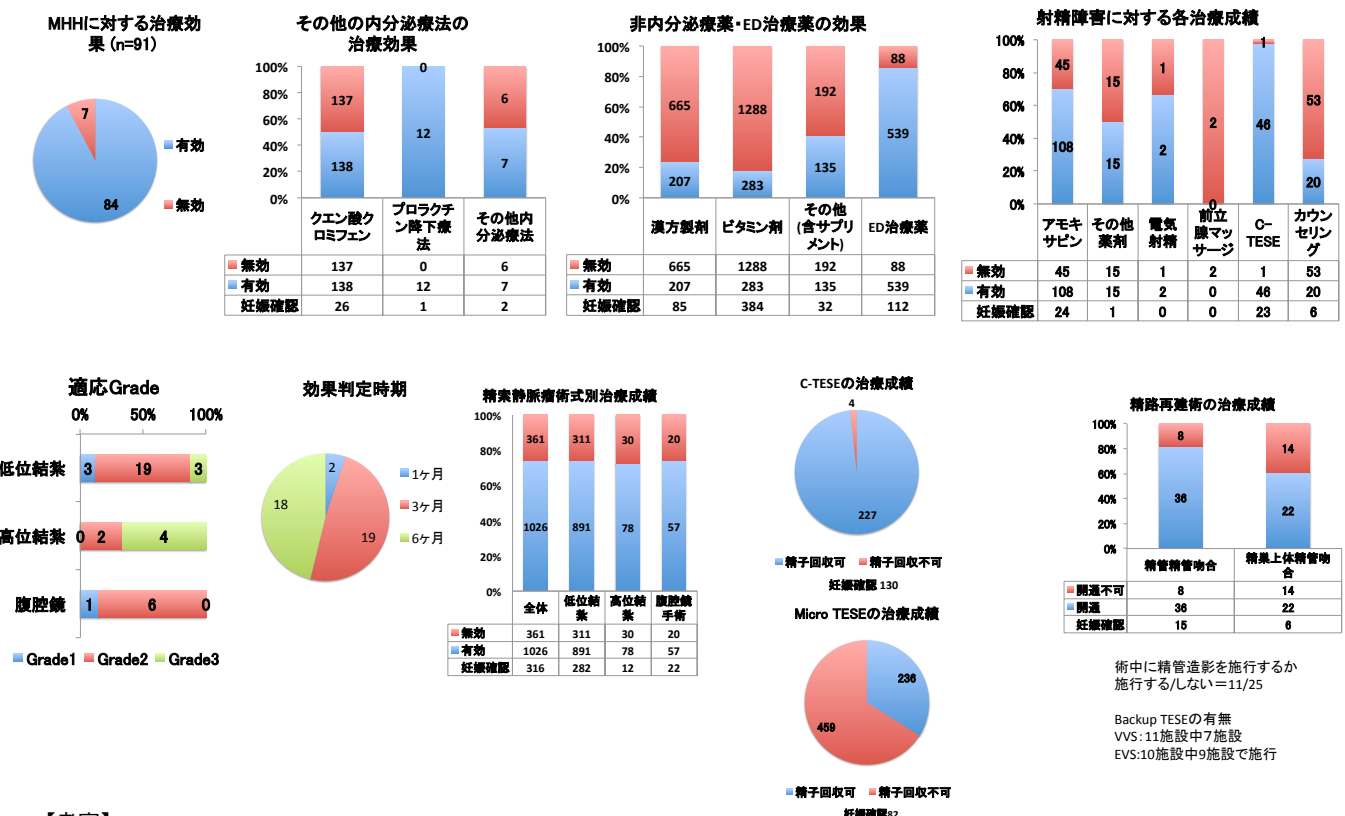 MHHに対する治療効
果 (n=91)
7
84
有効
無効
その他の内分泌療法の
治療効果
100%
80%
60%
40%
20%
0%
137
138
0
12
6
7
クエン酸ク
ロミフェン
プロラクチ
ン降下療
法
その他内
分泌療法
無効 137 0 6
有効 138 12 7
妊娠確認 26 1 2
非内分泌薬・ED治療薬の効果
100%
80%
60%
40%
20%
0%
665
207
1288
283
192
135
88
539
漢方製剤
ビタミン剤
その他
(含サプリ
メント)
ED治療薬
無効 665 1288 192 88
有効 207 283 135 539
妊娠確認 85 384 32 112
射精障害に対する各治療成績
100%
80%
60%
40%
20%
0%
45
108
15
15
1
2
2
0
1
46
53
20
アモキ
サピン
その他
薬剤
電気
射精
前立
腺マッ
サージ
C-
TESE
カウン
セリン
グ
無効 45 15 1 2 1 53
有効 108 15 2 0 46 20
妊娠確認 24 1 0 0 23 6
適応Grade
0% 50% 100%
低位結紮 3 19 3
高位結紮 0 2 4
腹腔鏡 1 6 0
Grade1 Grade2 Grade3
効果判定時期
2
19
18
1ヶ月
3ヶ月
6ヶ月
精索静脈瘤術式別治療成績
100%
80%
60%
40%
20%
0%
361
1026
311
891
30
78
20
57
全体
低位結
紮
高位結
紮
腹腔鏡
手術
無効 361 311 30 20
有効 1026 891 78 57
妊娠確認 316 282 12 22
C-TESEの治療成績
4
227
精子回収可 精子回収不可
妊娠確認 130
Micro TESEの治療成績
236
459
精子回収可 精子回収不可
妊娠確認82
精路再建術の治療成績
100%
80%
60%
40%
20%
0%
8
36
14
22
精管精管吻合
精巣上体精管吻
合
開通不可 8 14
開通 36 22
妊娠確認 15 6
術中に精管造影を施行するか
施行する/しない＝11/25
Backup TESEの有無
VVS：11施設中7施設
EVS:10施設中9施設で施行